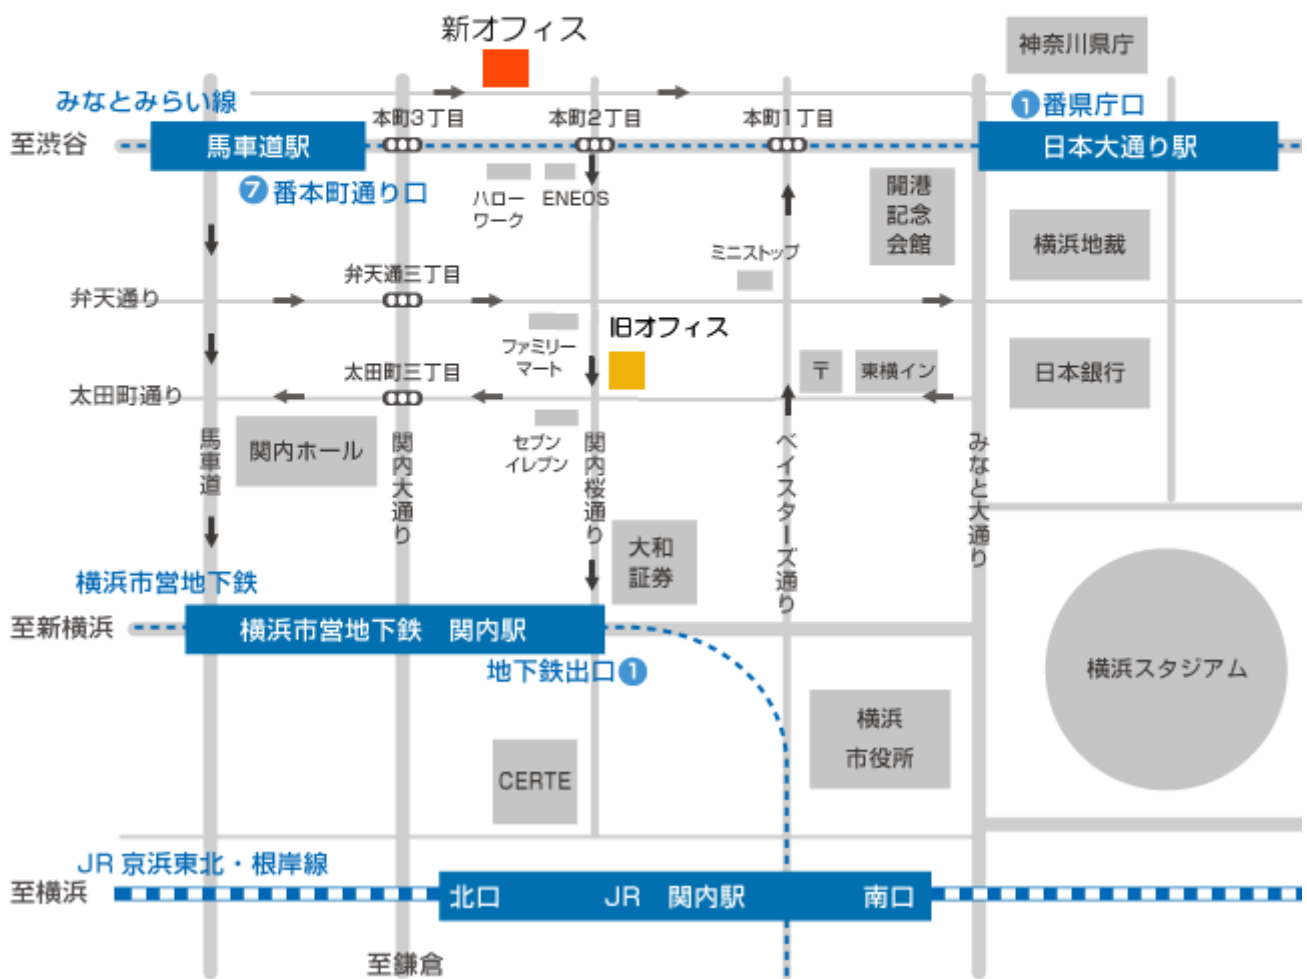 新オフィス
神奈川県庁
みなとみらい線
❶番県庁口
本町3丁目
本町2丁目
本町1丁目
至渋谷
馬車道駅
日本大通り駅
❼番本町通り口
ハロー
ワーク
ENEOS
開港
記念
会館
横浜地裁
ミニストップ
弁天通三丁目
弁天通り
旧オフィス
ファミリー
マート
太田町三丁目
〒
東横イン
日本銀行
太田町通り
馬車道
関内ホール
関内大通り
セブン
イレブン
関内桜通り
ベイスターズ通り
みなと大通り
大和
証券
横浜市営地下鉄
至新横浜
横浜市営地下鉄 関内駅
地下鉄出口❶
横浜スタジアム
横浜
市役所
CERTE
JR 京浜東北・根岸線
至横浜
北口
JR 関内駅
南口
至鎌倉